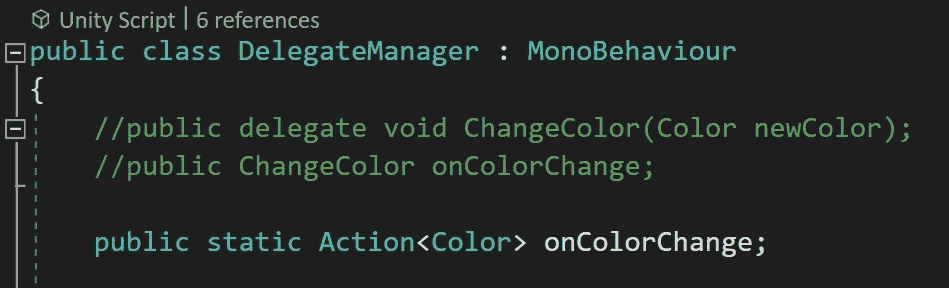 Unity Script | 6 references
public class DelegateManager : MonoBehaviour
{
//public delegate void ChangeColor(Color newColor);
//public ChangeColor onColorChange;
public static Action<Color> onColorChange;